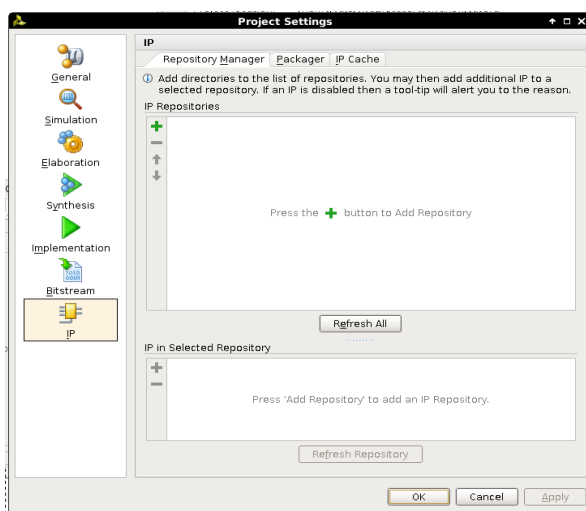 Project Settings
General
Simulation
Elaboration
Synthesis
Implementation
Bitstream
IP
IP
Repository Manager Packager IP Cache
Add directories to the list of repositories. You may then add additional IP to a
selected repository. If an IP is disabled then a tool-tip will alert you to the reason.
IP Repositories
Press the + button to Add Repository
Refresh All
IP in Selected Repository
Press 'Add Repository' to add an IP Repository.
Refresh Repository
OK Cancel Apply